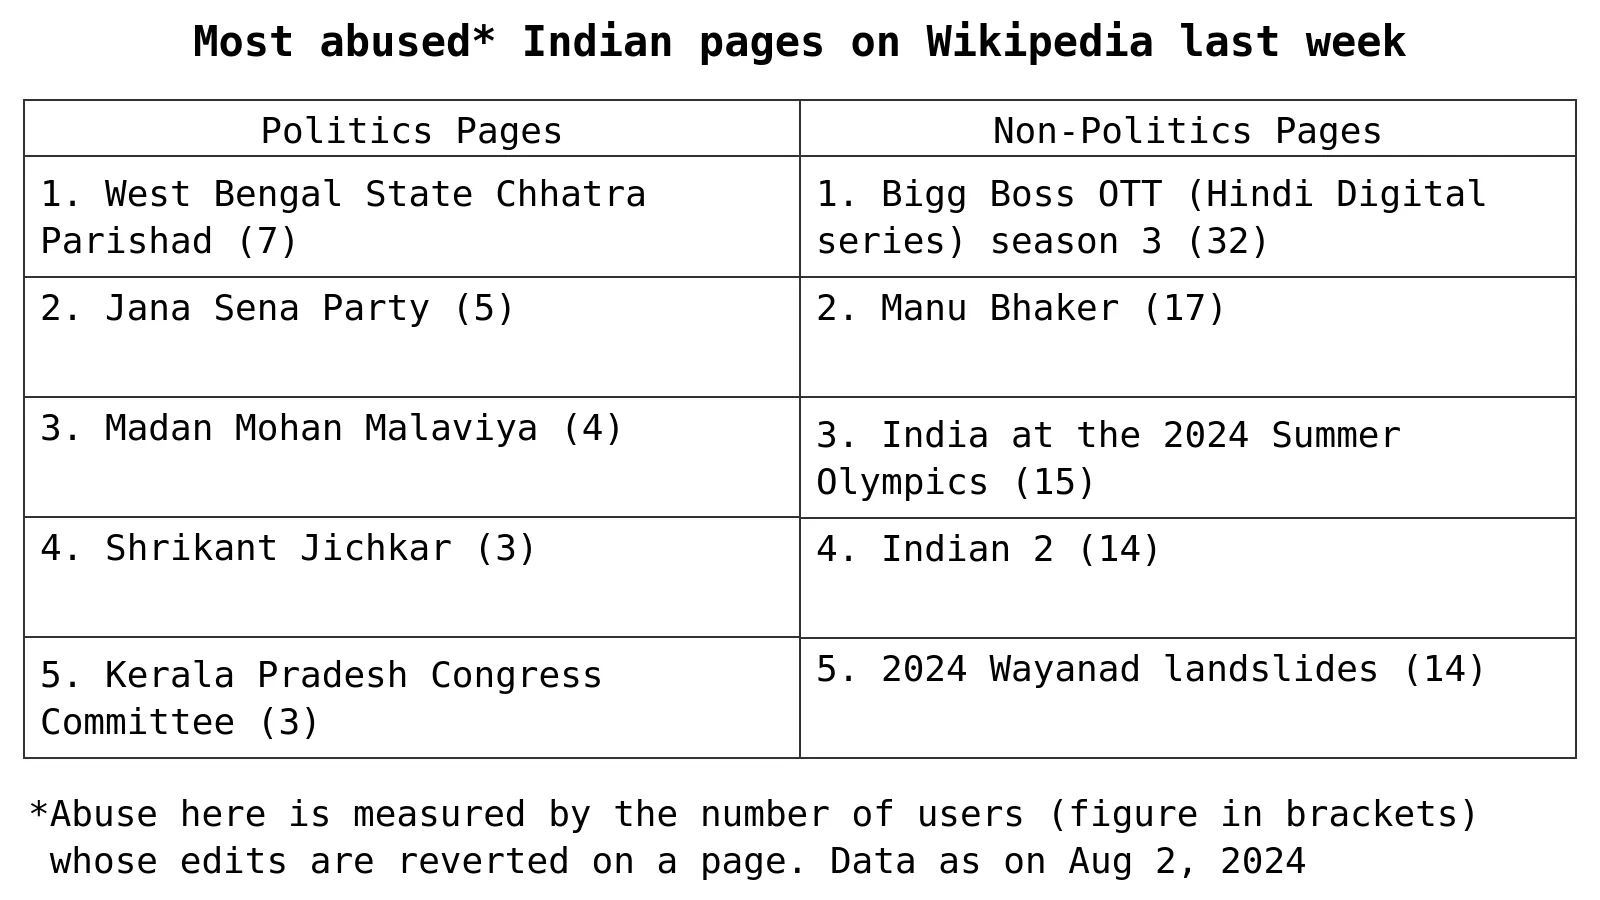 Most abused* Indian pages on Wikipedia last week
Politics Pages
Non-Politics Pages
1. West Bengal State Chhatra
Parishad (7)
1. Bigg Boss OTT (Hindi Digital
series) season 3 (32)
2. Jana Sena Party (5)
2. Manu Bhaker (17)
3. Madan Mohan Malaviya (4)
3. India at the 2024 Summer
Olympics (15)
4. Shrikant Jichkar (3)
4. Indian 2 (14)
5. Kerala Pradesh Congress
Committee (3)
5. 2024 Wayanad landslides (14)
*Abuse here is measured by the number of users (figure in brackets)
whose edits are reverted on a page. Data as on Aug 2, 2024